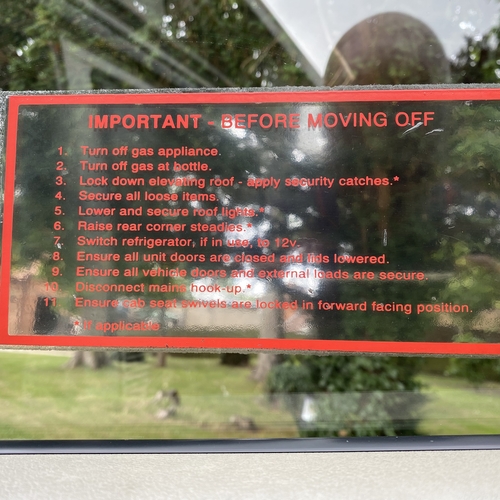 IMPORTANT - BEFORE MOVING OFF
1. Turn off gas appliance.
2. Turn off gas at bottle.
3. Lock down elevating roof - apply security catches.*
4. Secure all loose items.
5. Lower and secure roof lights.*
6. Raise rear corner steadies.*
7. Switch refrigerator, if in use, to 12v.
8. Ensure all unit doors are closed and lids lowered.
9. Ensure all vehicle doors and external loads are secure.
10. Disconnect mains hook-up.*
11. Ensure cab seat swivels are locked in forward facing position.
* If applicable